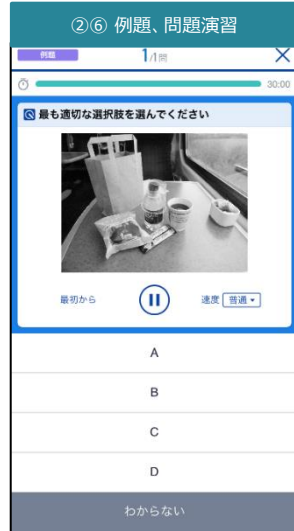 ②⑥ 例題、問題演習
例題 1/1問 ×
30:00
最も適切な選択肢を選んでください
最初から 速度 普通▾
A
B
C
D
わからない